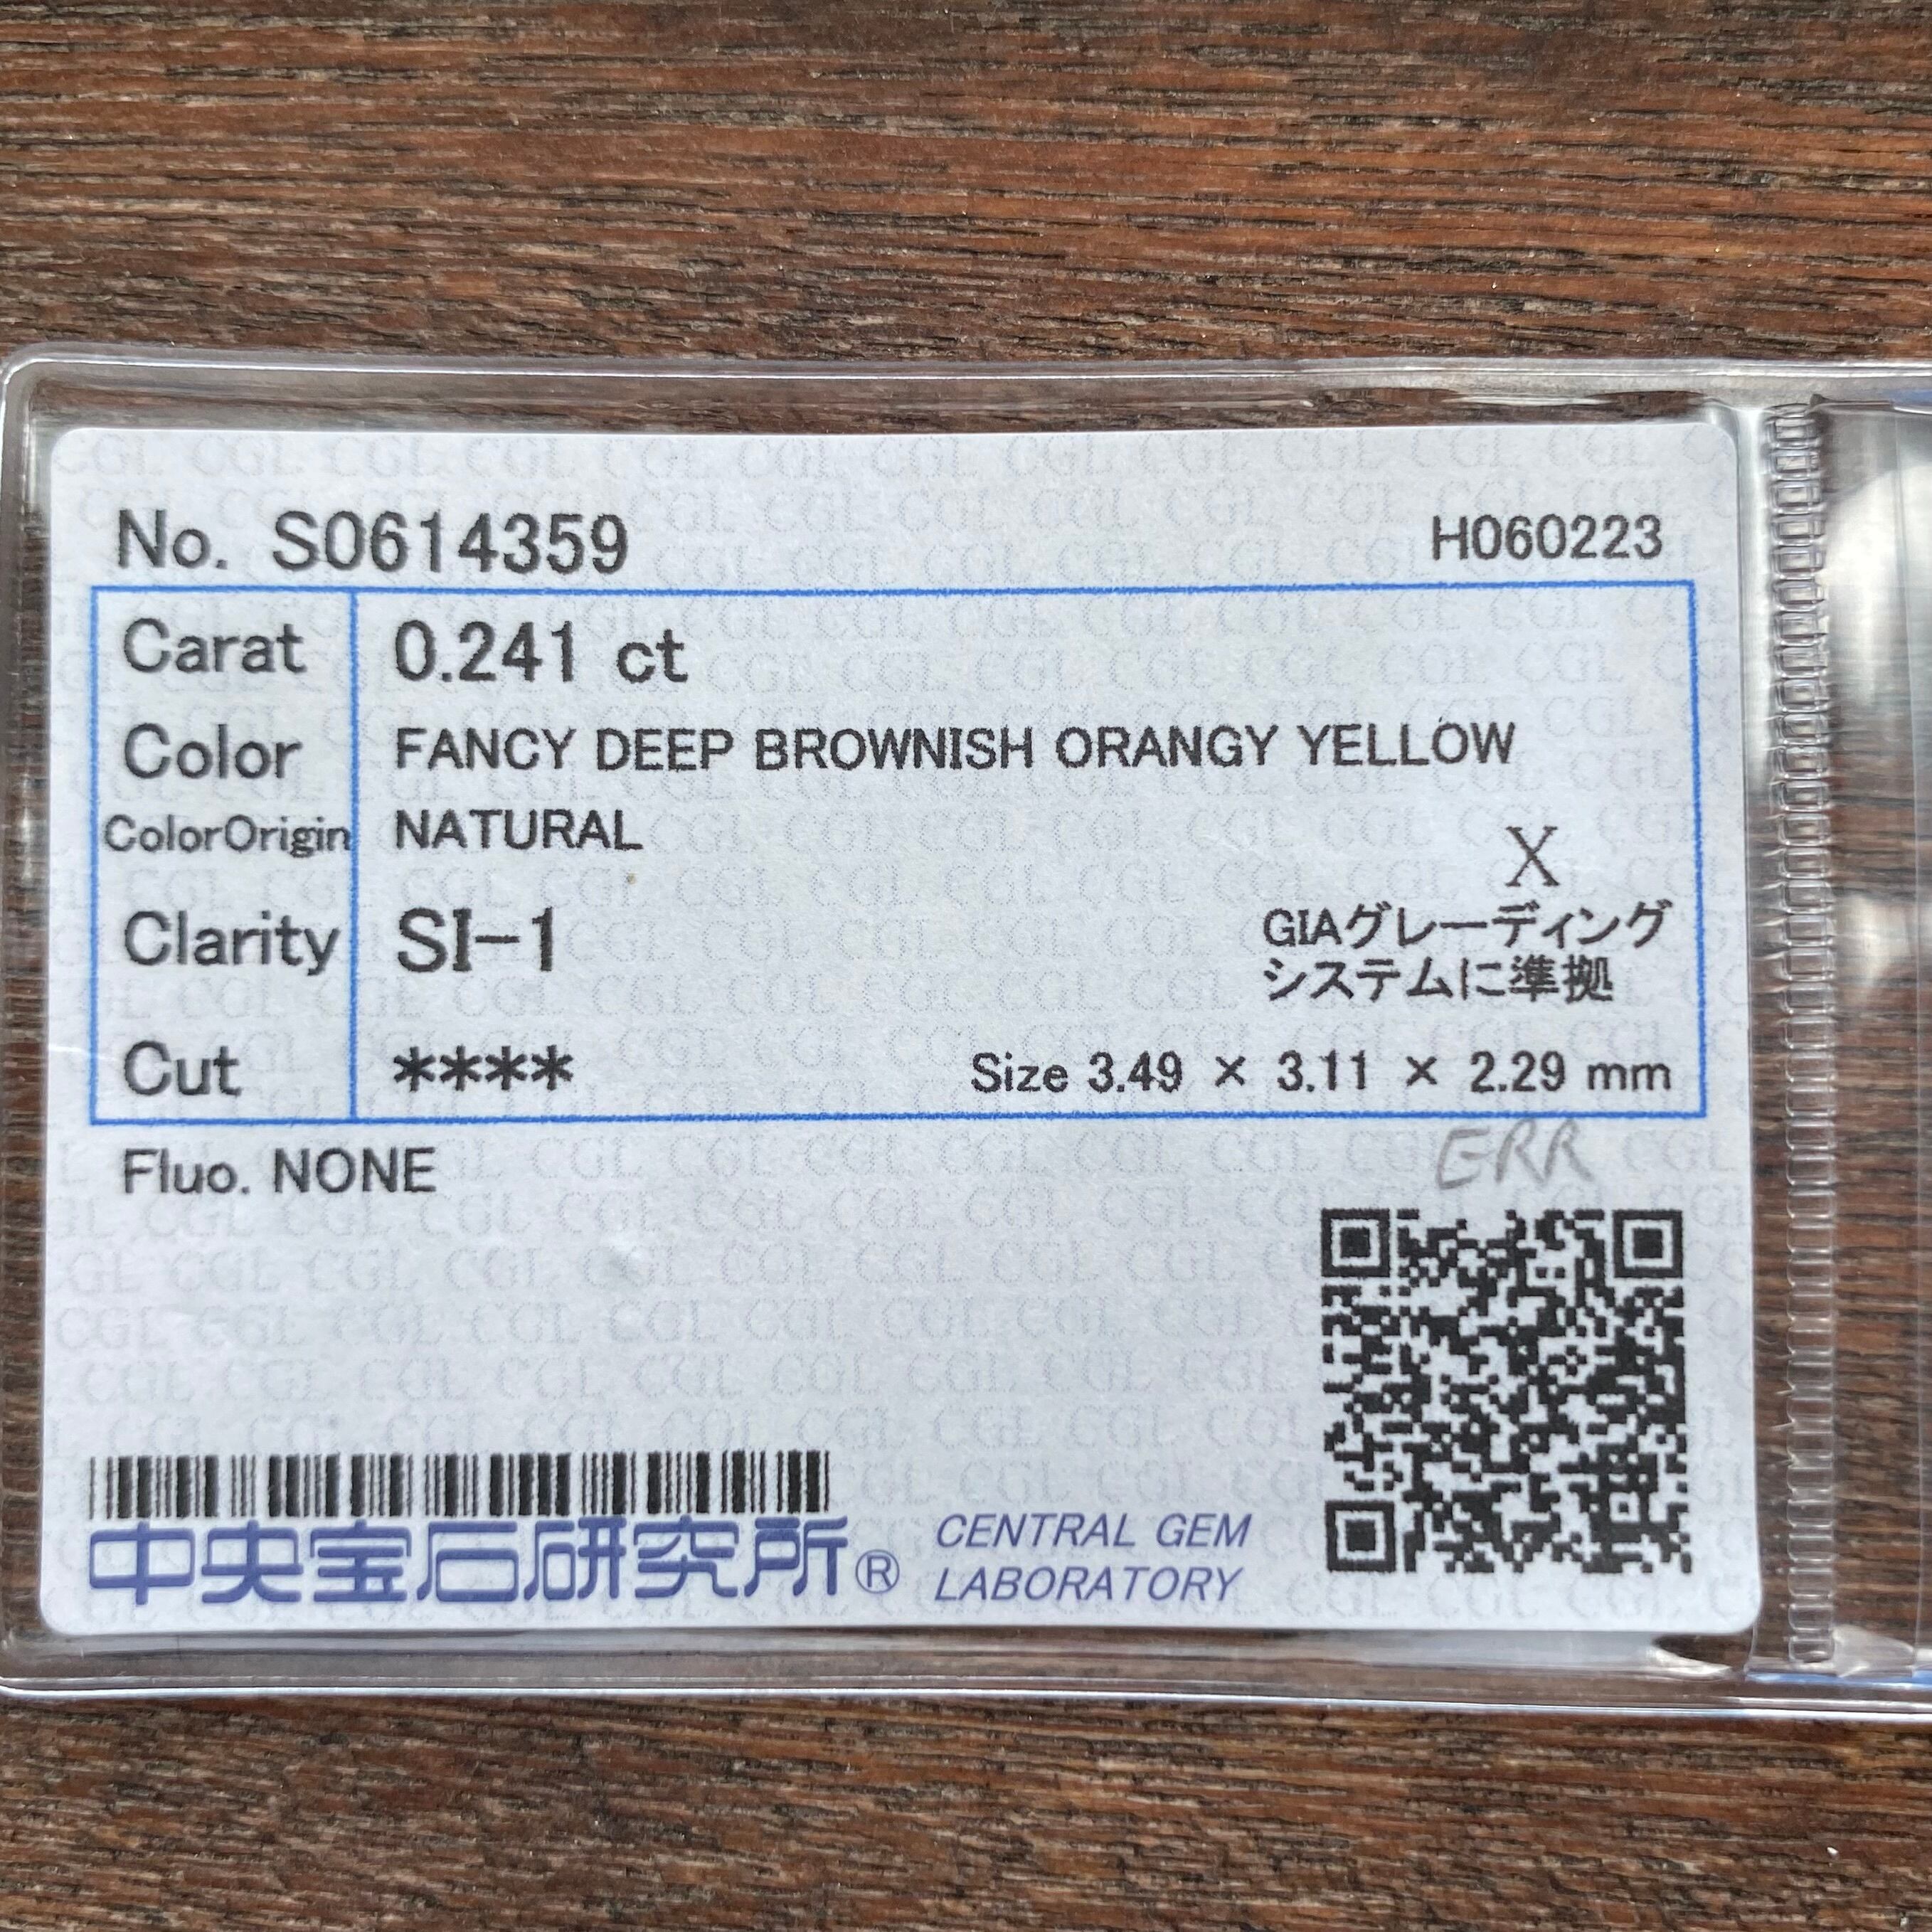 No. S0614359
H060223
Carat 0.241 ct
Color FANCY DEEP BROWNISH ORANGY YELLOW
ColorOrigin NATURAL
X
Clarity SI-1
GIAグレーディング
システムに準拠
Cut ****
Size 3.49 × 3.11 × 2.29 mm
Fluo. NONE
ERR
中央宝石研究所®
CENTRAL GEM
LABORATORY